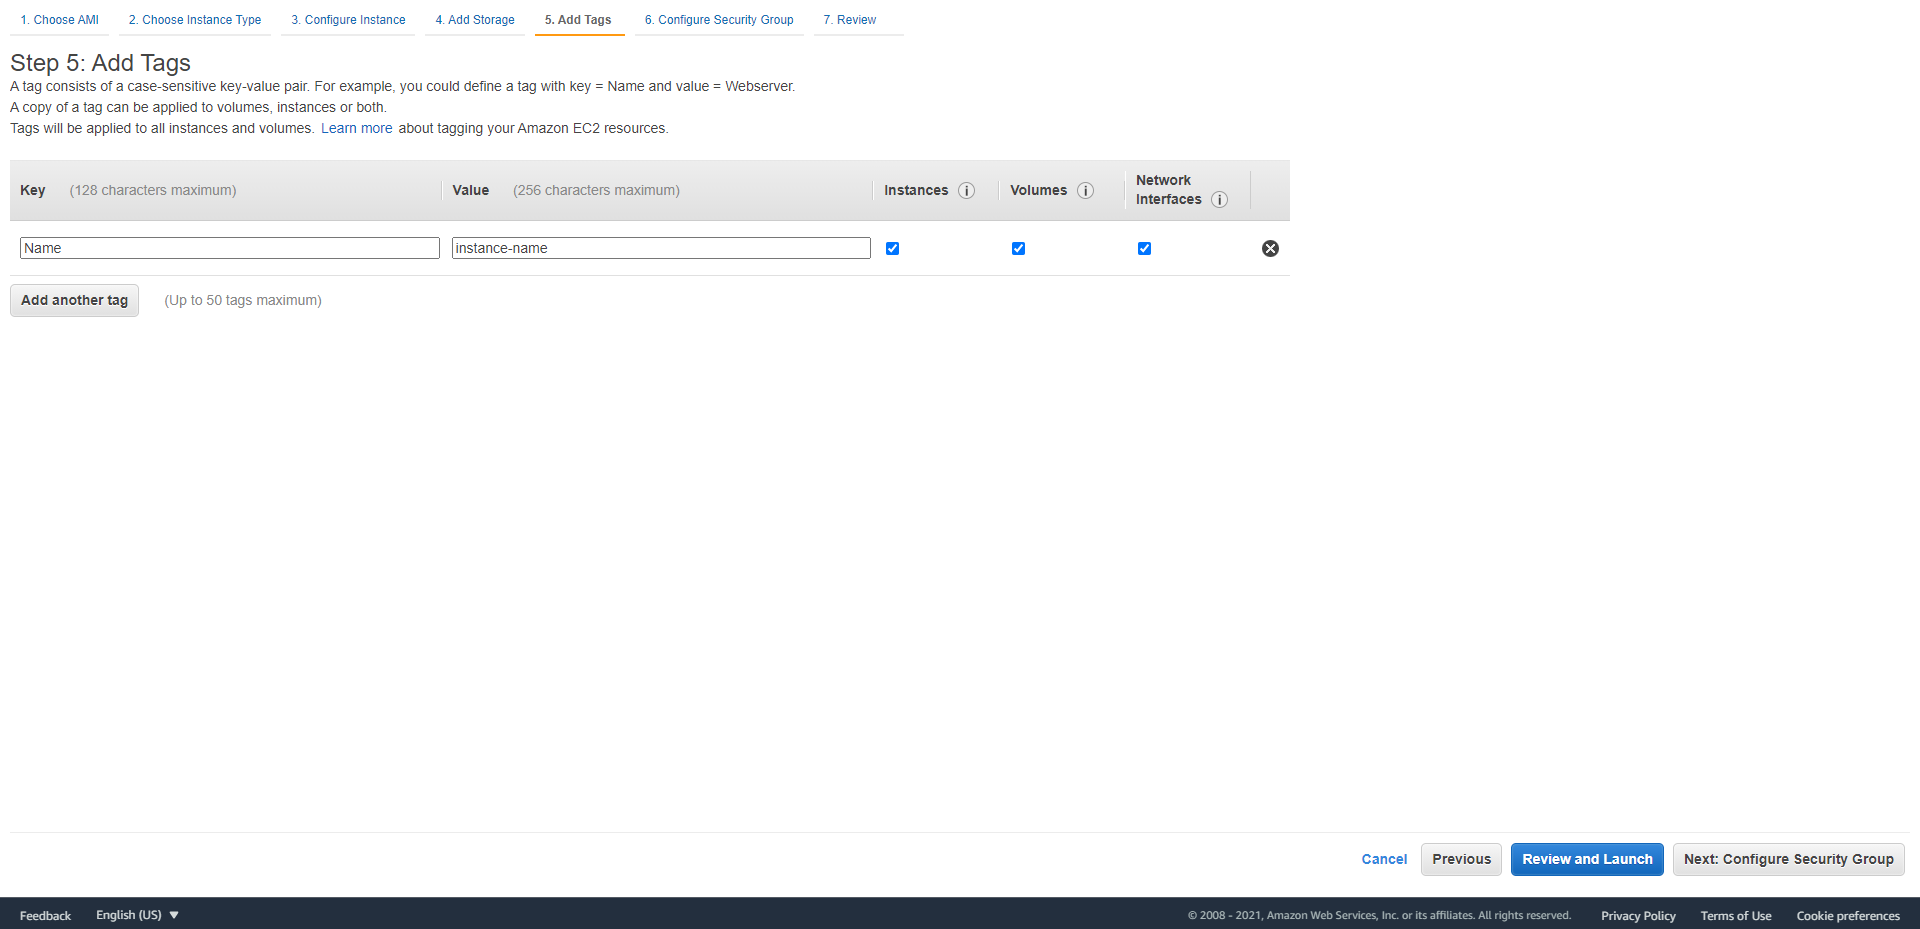 1. Choose AMI 2. Choose Instance Type 3. Configure Instance 4. Add Storage 5. Add Tags 6. Configure Security Group 7. Review
Step 5: Add Tags
A tag consists of a case-sensitive key-value pair. For example, you could define a tag with key = Name and value = Webserver.
A copy of a tag can be applied to volumes, instances or both.
Tags will be applied to all instances and volumes. Learn more about tagging your Amazon EC2 resources.
Key (128 characters maximum) Value (256 characters maximum) Instances i Volumes i Network Interfaces i
Name instance-name
Add another tag (Up to 50 tags maximum)
Cancel Previous Review and Launch Next: Configure Security Group
Feedback English (US) © 2008 - 2021, Amazon Web Services, Inc. or its affiliates. All rights reserved. Privacy Policy Terms of Use Cookie preferences